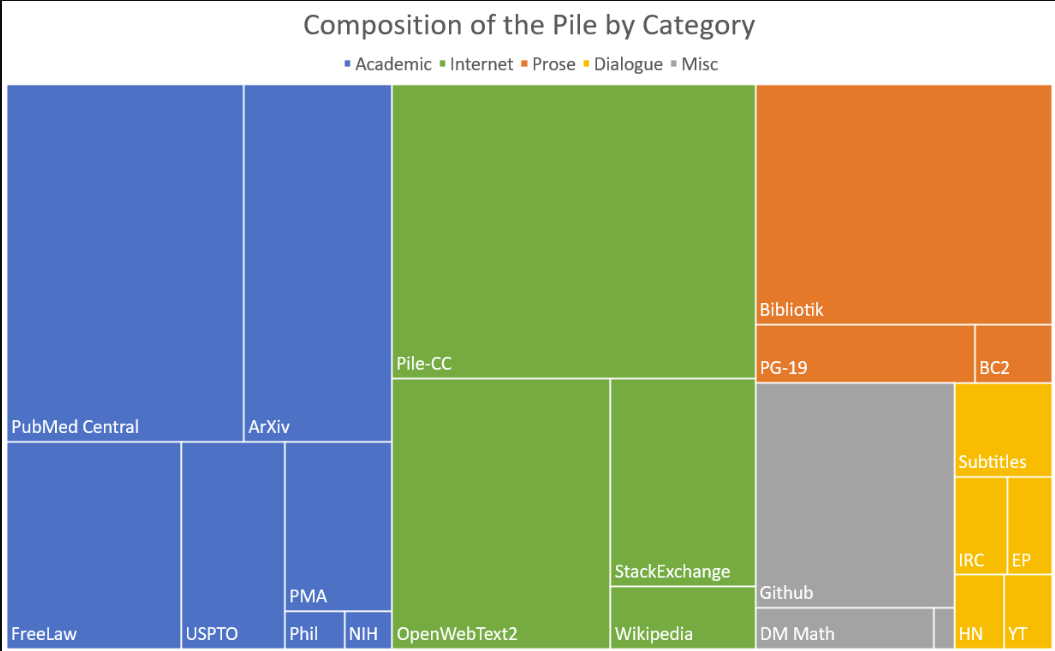 Composition of the Pile by Category
Academic Internet Prose Dialogue Misc
PubMed Central
ArXiv
FreeLaw
USPTO
PMA
Phil
NIH
Pile-CC
OpenWebText2
StackExchange
Wikipedia
Bibliotik
PG-19
BC2
Github
DM Math
Subtitles
IRC
EP
HN
YT